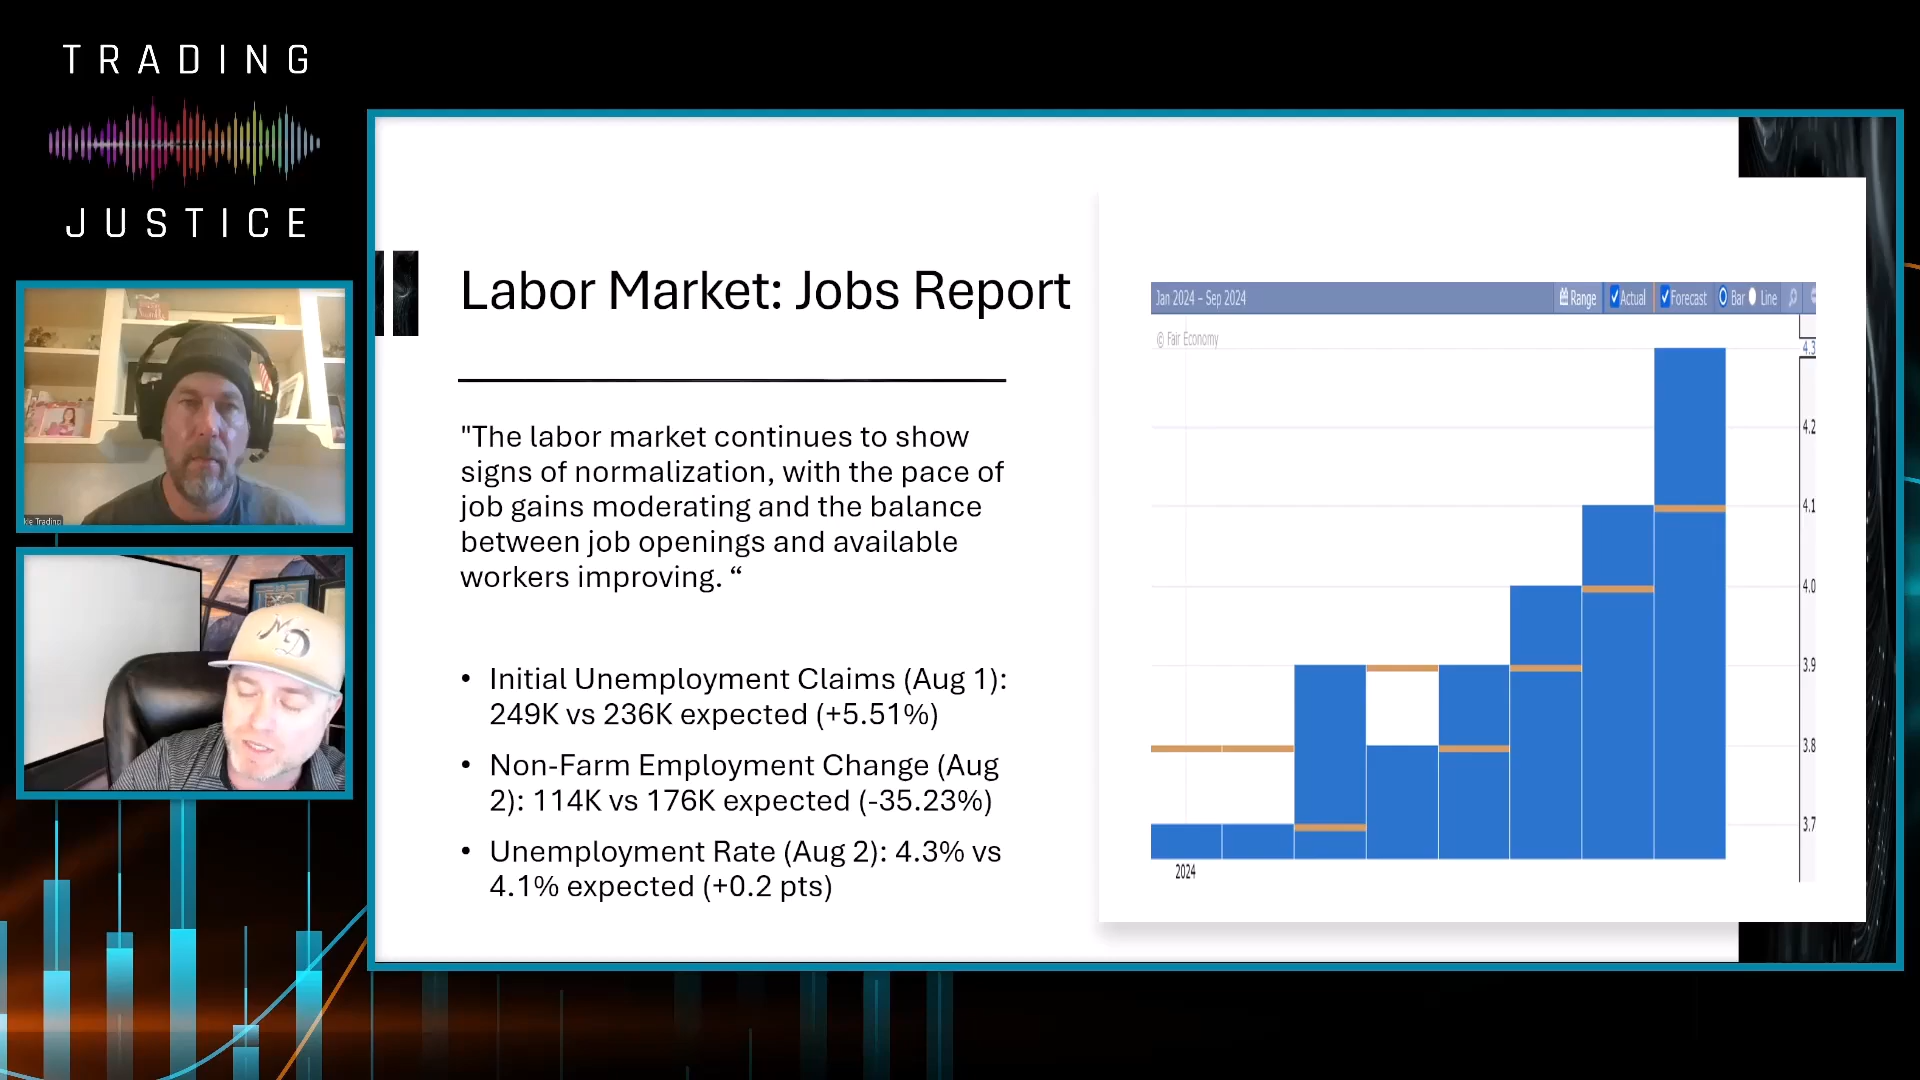 TRADING
JUSTICE
Labor Market: Jobs Report
"The labor market continues to show
signs of normalization, with the pace of
job gains moderating and the balance
between job openings and available
workers improving. “
• Initial Unemployment Claims (Aug 1):
249K vs 236K expected (+5.51%)
• Non-Farm Employment Change (Aug
2): 114K vs 176K expected (-35.23%)
• Unemployment Rate (Aug 2): 4.3% vs
4.1% expected (+0.2 pts)
Jan 2024 – Sep 2024
Range Actual Forecast Bar Line
© Fair Economy
4.3
4.2
4.1
4.0
3.9
3.8
3.7
2024
Trading
MD